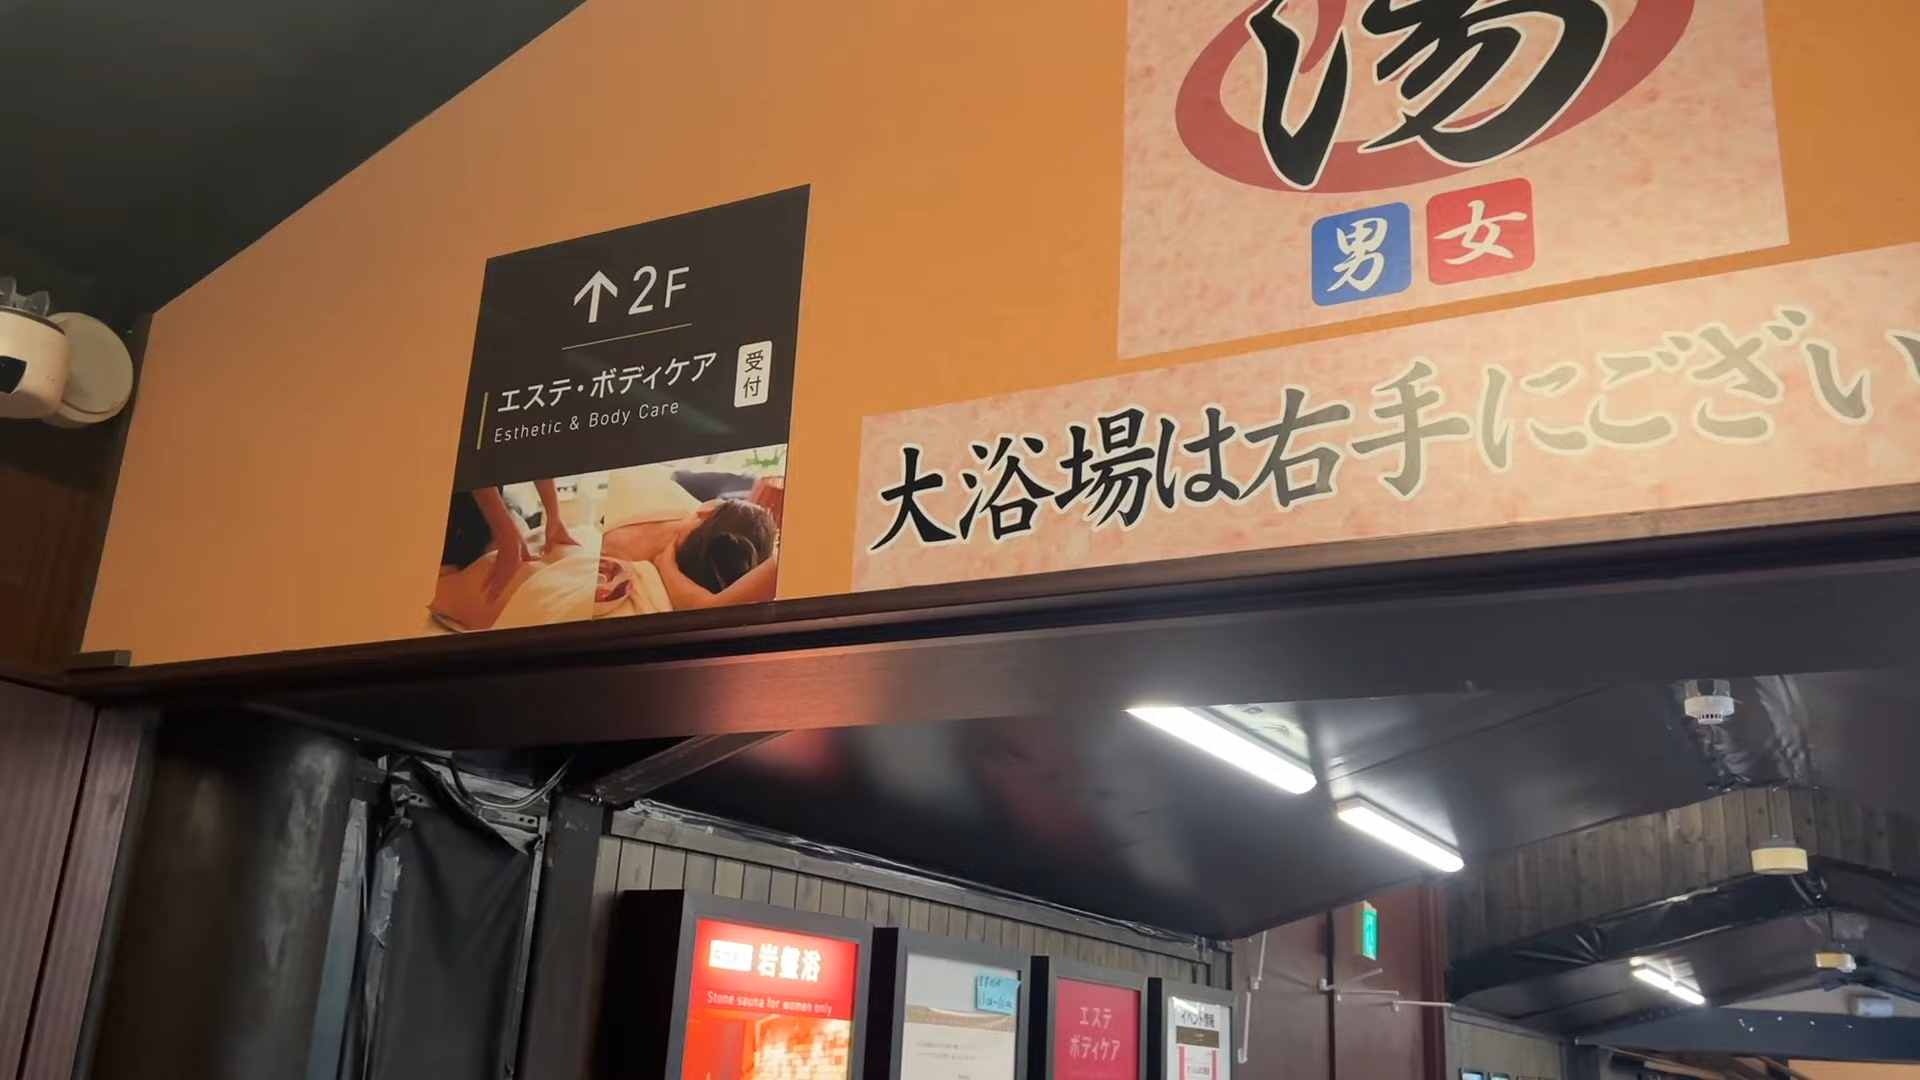 湯
男 女
↑2F
エステ・ボディケア
受付
Esthetic & Body Care
大浴場は右手にござい
岩盤浴
Stone sauna for women only
エステ
ボディケア
イベント情報